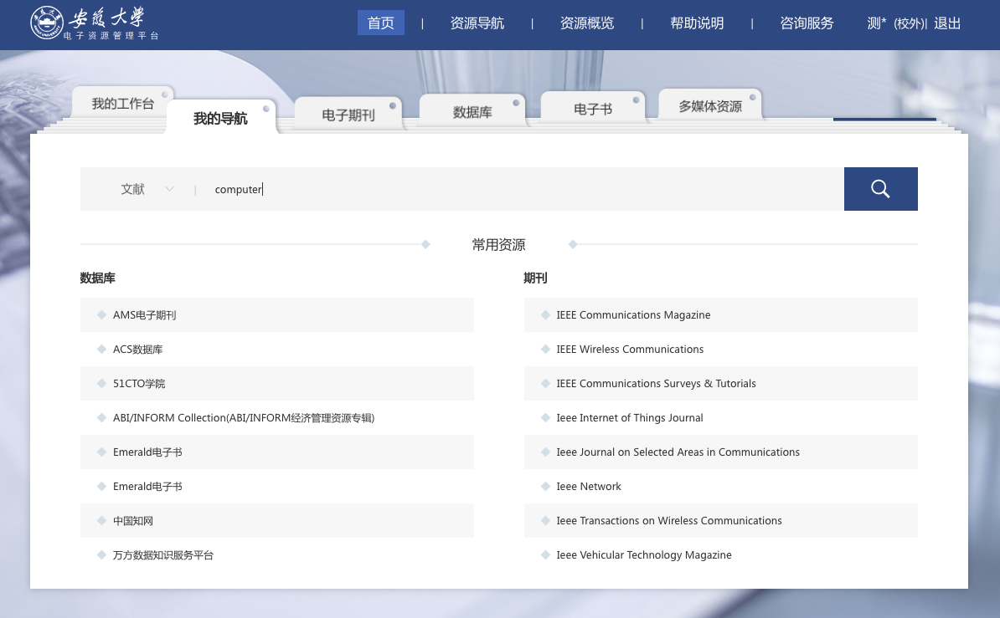 安徽大学
电子资源管理平台
首页 | 资源导航 | 资源概览 | 帮助说明 | 咨询服务 测* (校外)| 退出
我的工作台 我的导航 电子期刊 数据库 电子书 多媒体资源
文献 | computer
常用资源
数据库
AMS电子期刊
ACS数据库
51CTO学院
ABI/INFORM Collection(ABI/INFORM经济管理资源专辑)
Emerald电子书
Emerald电子书
中国知网
万方数据知识服务平台
期刊
IEEE Communications Magazine
IEEE Wireless Communications
IEEE Communications Surveys & Tutorials
Ieee Internet of Things Journal
Ieee Journal on Selected Areas in Communications
Ieee Network
Ieee Transactions on Wireless Communications
Ieee Vehicular Technology Magazine